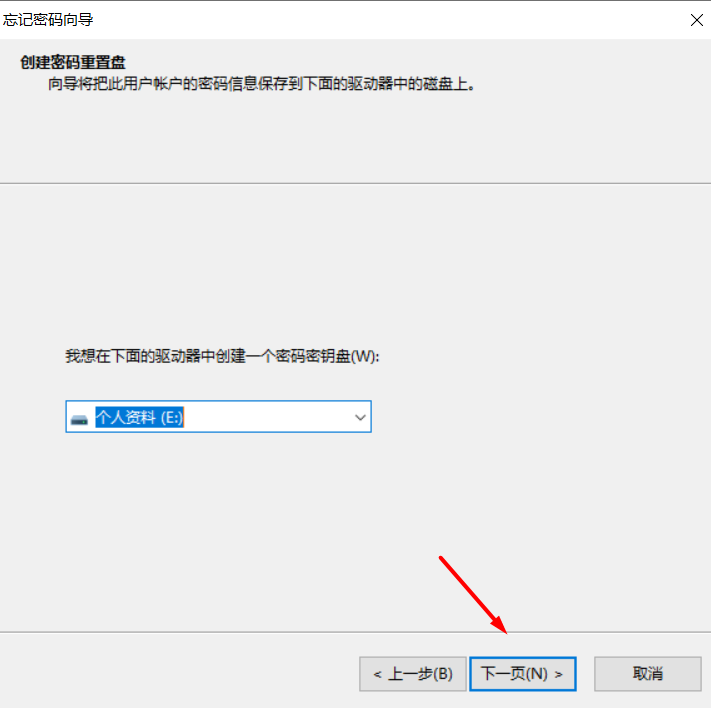 忘记密码向导
创建密码重置盘
向导将把此用户帐户的密码信息保存到下面的驱动器中的磁盘上。
我想在下面的驱动器中创建一个密码密钥盘(W):
个人资料 (E:)
< 上一步(B) 下一页(N) > 取消